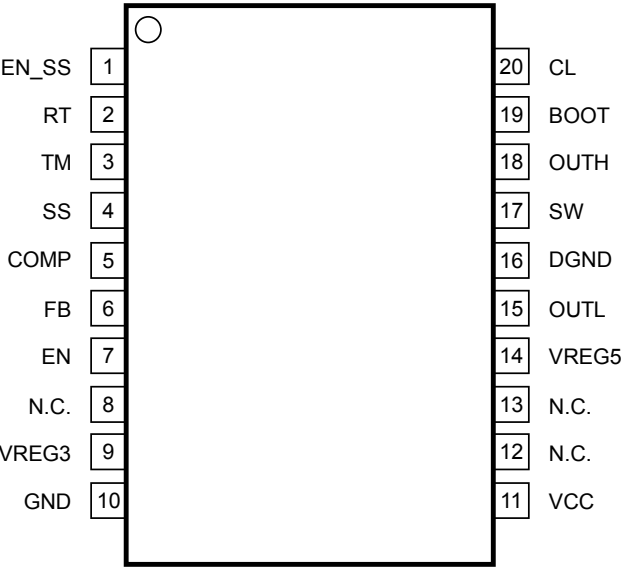 EN_SS 1 20 CL
RT 2 19 BOOT
TM 3 18 OUTH
SS 4 17 SW
COMP 5 16 DGND
FB 6 15 OUTL
EN 7 14 VREG5
N.C. 8 13 N.C.
VREG3 9 12 N.C.
GND 10 11 VCC